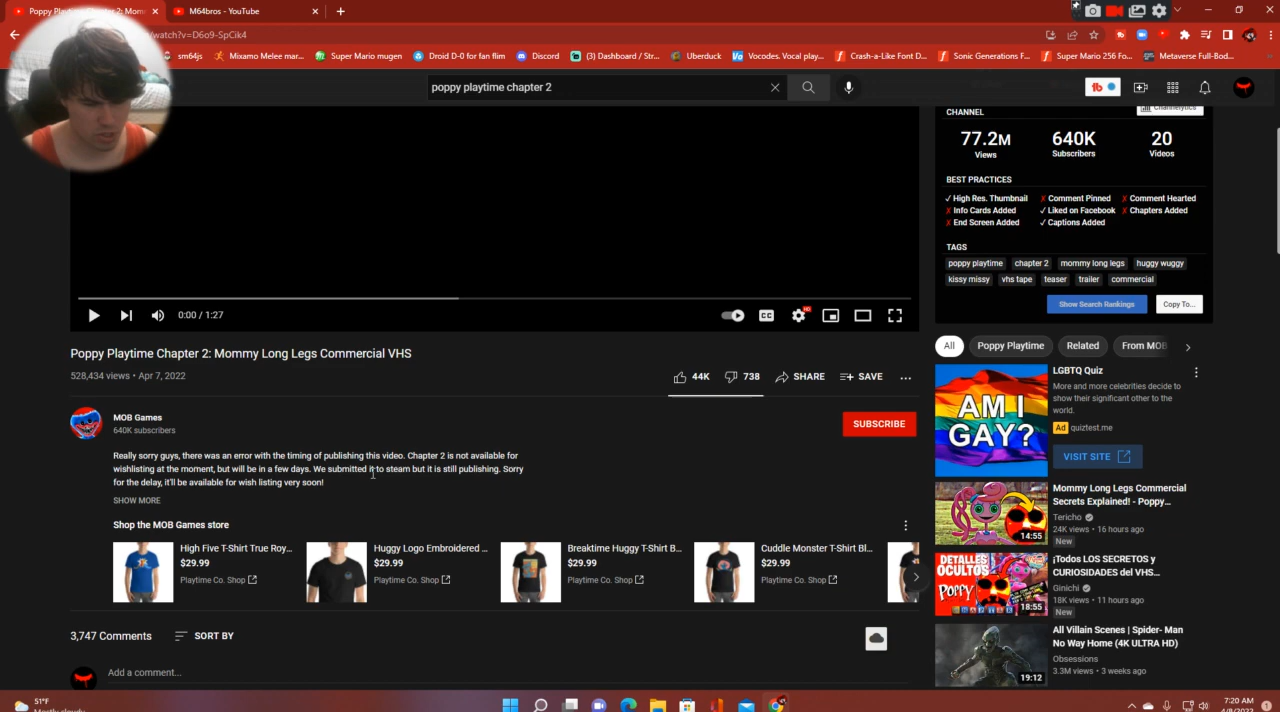 Poppy Playtime Chapter 2: Mom
M64bros - YouTube
/watch?v=D6o9-SpCik4
sm64js
Mixamo Melee mar...
Super Mario mugen
Droid D-0 for fan flim
Discord
(3) Dashboard / Str...
Uberduck
Vocodes. Vocal play...
Crash-a-Like Font D...
Sonic Generations F...
Super Mario 256 Fo...
Metaverse Full-Bod...
poppy playtime chapter 2
CHANNEL
Channelytics
77.2M 640K 20
Views Subscribers Videos
BEST PRACTICES
✓ High Res. Thumbnail ✗ Comment Pinned ✗ Comment Hearted
✗ Info Cards Added ✓ Liked on Facebook ✗ Chapters Added
✗ End Screen Added ✓ Captions Added
TAGS
poppy playtime chapter 2 mommy long legs huggy wuggy
kissy missy vhs tape teaser trailer commercial
Show Search Rankings Copy To...
0:00 / 1:27
CC
HD
Poppy Playtime Chapter 2: Mommy Long Legs Commercial VHS
528,434 views • Apr 7, 2022
44K 738 SHARE SAVE ...
MOB Games
640K subscribers
SUBSCRIBE
Really sorry guys, there was an error with the timing of publishing this video. Chapter 2 is not available for
wishlisting at the moment, but will be in a few days. We submitted it to steam but it is still publishing. Sorry
for the delay, it'll be available for wish listing very soon!
SHOW MORE
Shop the MOB Games store
High Five T-Shirt True Roy...
$29.99
Playtime Co. Shop
Huggy Logo Embroidered ...
$29.99
Playtime Co. Shop
Breaktime Huggy T-Shirt B...
$29.99
Playtime Co. Shop
Cuddle Monster T-Shirt Bl...
$29.99
Playtime Co. Shop
3,747 Comments SORT BY
Add a comment...
All Poppy Playtime Related From MOB
AM I
GAY?
LGBTQ Quiz
More and more celebrities decide to
show their significant other to the
world.
Ad quiztest.me
VISIT SITE
14:55
Mommy Long Legs Commercial
Secrets Explained! - Poppy...
Tericho
24K views • 16 hours ago
New
DETALLES
OCULTOS
POPPY
18:55
¡Todos LOS SECRETOS y
CURIOSIDADES del VHS
Ginichi
18K views • 11 hours ago
New
19:12
All Villain Scenes | Spider- Man
No Way Home (4K ULTRA HD)
Obsessions
3.3M views • 3 weeks ago
51°F
Mostly cloudy
7:20 AM
4/8/2022